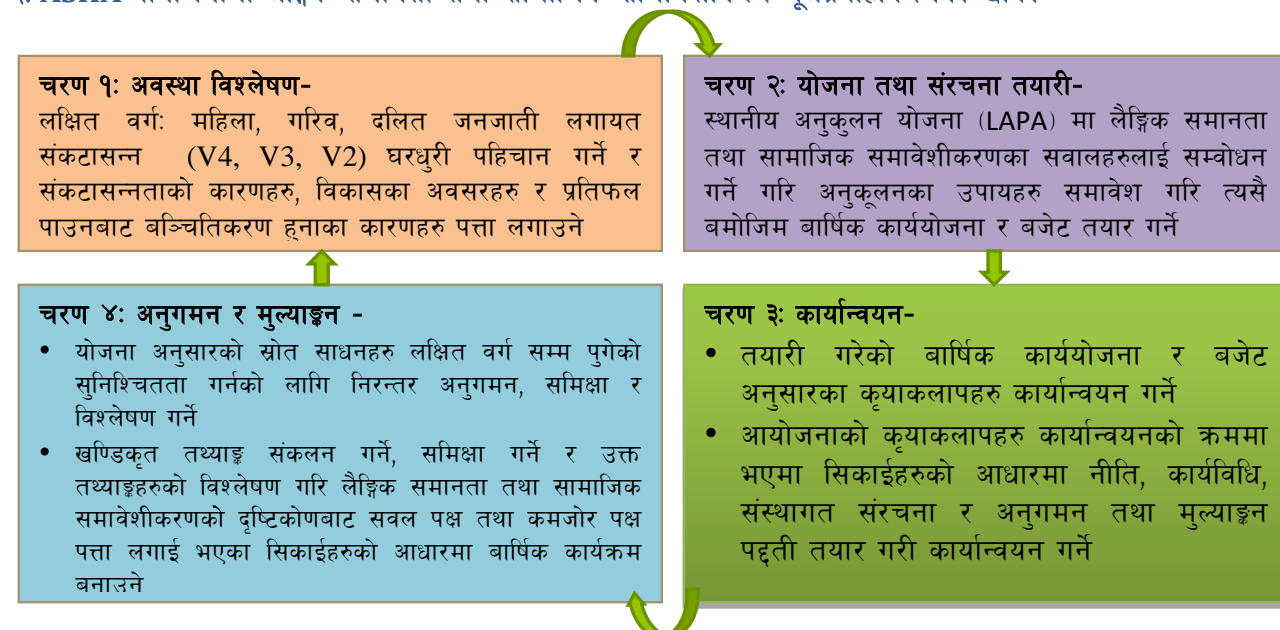 चरण १: अवस्था विश्लेषण-
लक्षित वर्ग: महिला, गरिव, दलित जनजाती लगायत
संकटासन्न (V4, V3, V2) घरधुरी पहिचान गर्ने र
संकटासन्नताको कारणहरु, विकासका अवसरहरु र प्रतिफल
पाउनबाट बञ्चितिकरण हुनाका कारणहरु पत्ता लगाउने
चरण २: योजना तथा संरचना तयारी-
स्थानीय अनुकुलन योजना (LAPA) मा लैङ्गिक समानता
तथा सामाजिक समावेशीकरणका सवालहरुलाई सम्वोधन
गर्ने गरि अनुकूलनका उपायहरु समावेश गरि त्यसै
बमोजिम बार्षिक कार्ययोजना र बजेट तयार गर्ने
चरण ३: कार्यान्वयन-
• तयारी गरेको बार्षिक कार्ययोजना र बजेट
अनुसारका कृयाकलापहरु कार्यान्वयन गर्ने
• आयोजनाको कृयाकलापहरु कार्यान्वयनको क्रममा
भएमा सिकाईहरुको आधारमा नीति, कार्यविधि,
संस्थागत संरचना र अनुगमन तथा मुल्याङ्कन
पद्दती तयार गरी कार्यान्वयन गर्ने
चरण ४: अनुगमन र मुल्याङ्कन -
• योजना अनुसारको स्रोत साधनहरु लक्षित वर्ग सम्म पुगेको
सुनिश्चितता गर्नको लागि निरन्तर अनुगमन, समिक्षा र
विश्लेषण गर्ने
• खण्डिकृत तथ्याङ्क संकलन गर्ने, समिक्षा गर्ने र उक्त
तथ्याङ्कहरुको विश्लेषण गरि लैङ्गिक समानता तथा सामाजिक
समावेशीकरणको दृष्टिकोणबाट सवल पक्ष तथा कमजोर पक्ष
पत्ता लगाई भएका सिकाईहरुको आधारमा बार्षिक कार्यक्रम
बनाउने